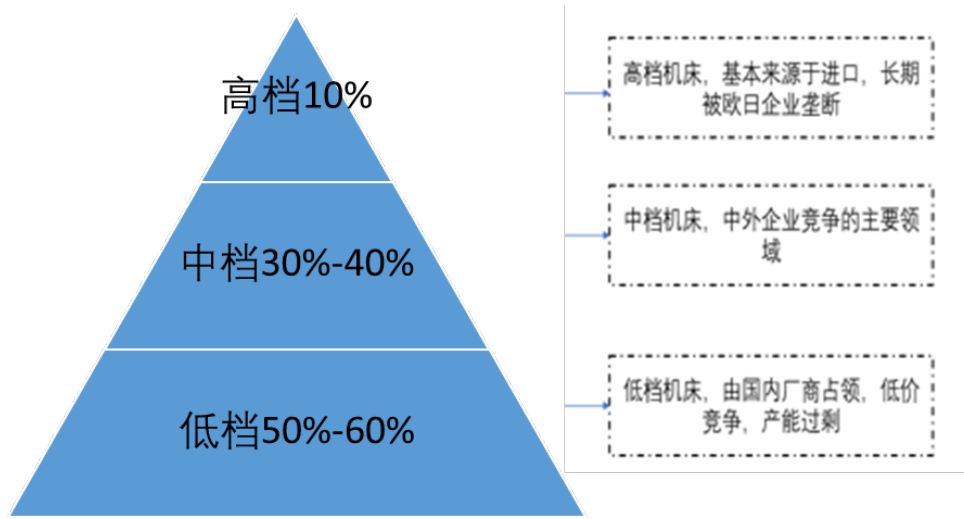 高档10%
高档机床，基本来源于进口，长期
被欧日企业垄断
中档30%-40%
中档机床，中外企业竞争的主要领
域
低档50%-60%
低档机床，由国内厂商占领，低价
竞争，产能过剩